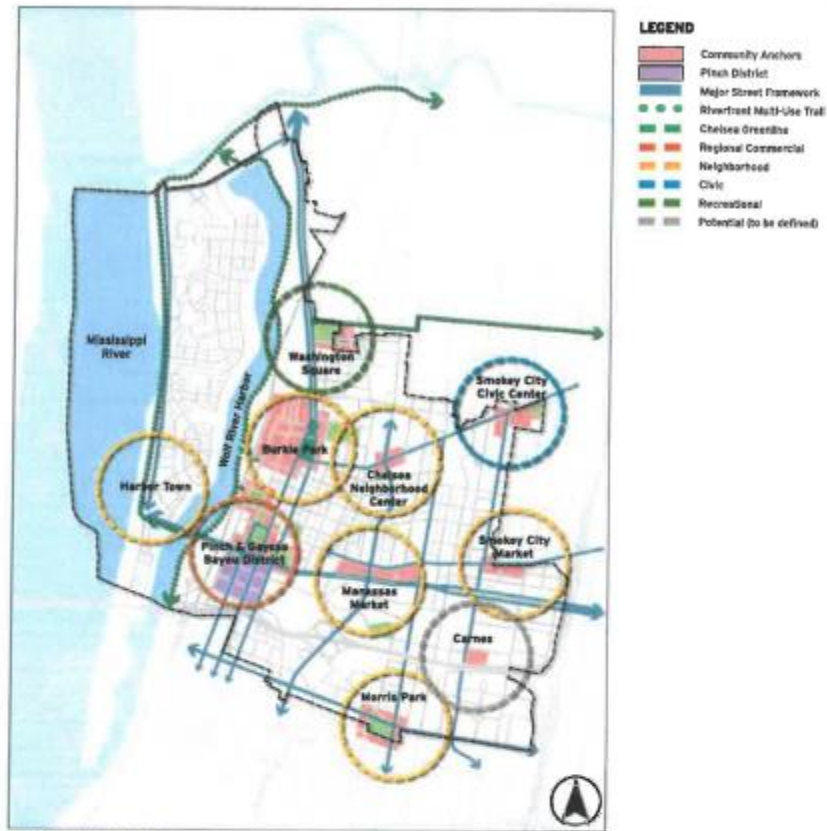 LEGEND
Community Anchors
Pinch District
Major Street Framework
Riverfront Multi-Use Trail
Chelsea Greenline
Regional Commercial
Neighborhood
Civic
Recreational
Potential (to be defined)
Mississippi
River
Wolf River Harbor
Washington
Square
Smokey City
Civic Center
Burkle Park
Chelsea
Neighborhood
Center
Harbor Town
Pinch & Gayoso
Bayou District
Smokey City
Market
Manassas
Market
Carnes
Morris Park